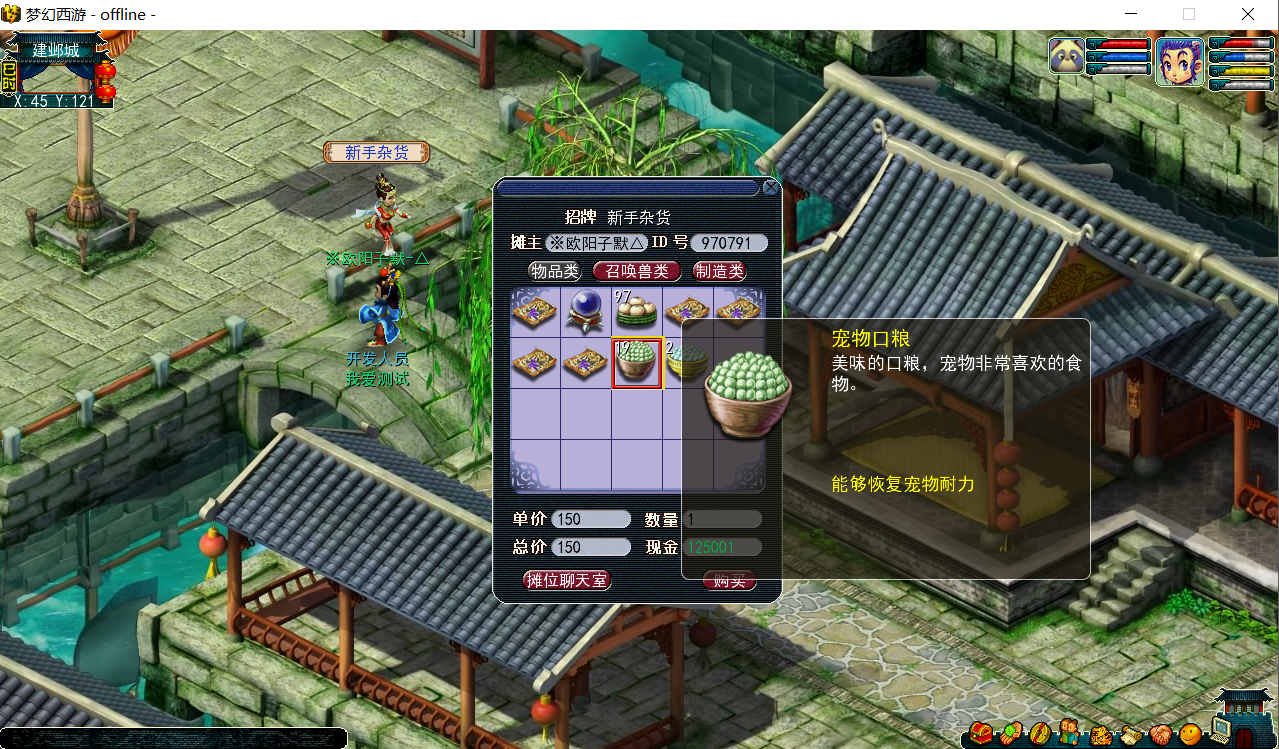 梦幻西游 - offline -
建邺城
巳时
X:45 Y:121
新手杂货
※欧阳子默-△
开发人员
我爱测试
招牌 新手杂货
摊主 ※欧阳子默△ ID号 970791
物品类 召唤兽类 制造类
97
19
2
宠物口粮
美味的口粮，宠物非常喜欢的食
物。
能够恢复宠物耐力
单价 150 数量 1
总价 150 现金 125001
摊位聊天室 购买